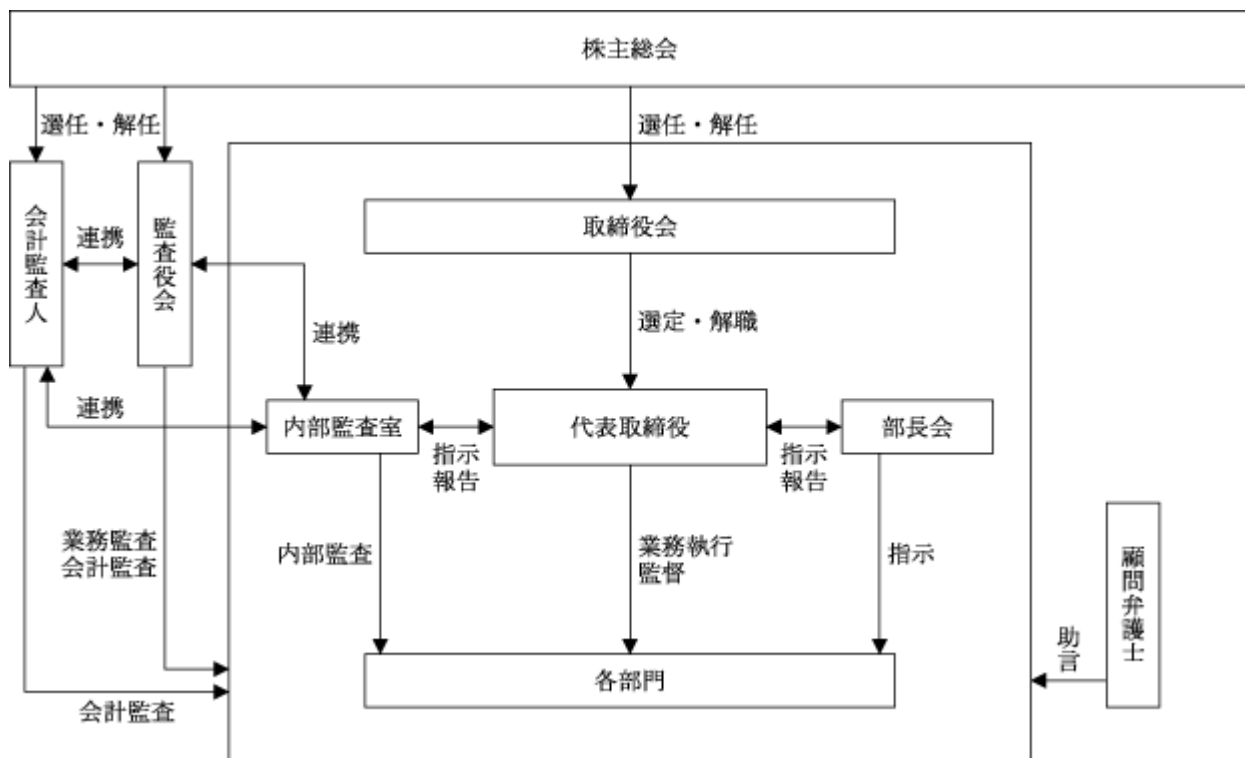 株主総会
選任・解任
選任・解任
会計監査人
連携
監査役会
取締役会
選定・解職
連携
連携
内部監査室
指示
報告
代表取締役
指示
報告
部長会
業務監査
会計監査
内部監査
業務執行
監督
指示
顧問弁護士
助言
各部門
会計監査